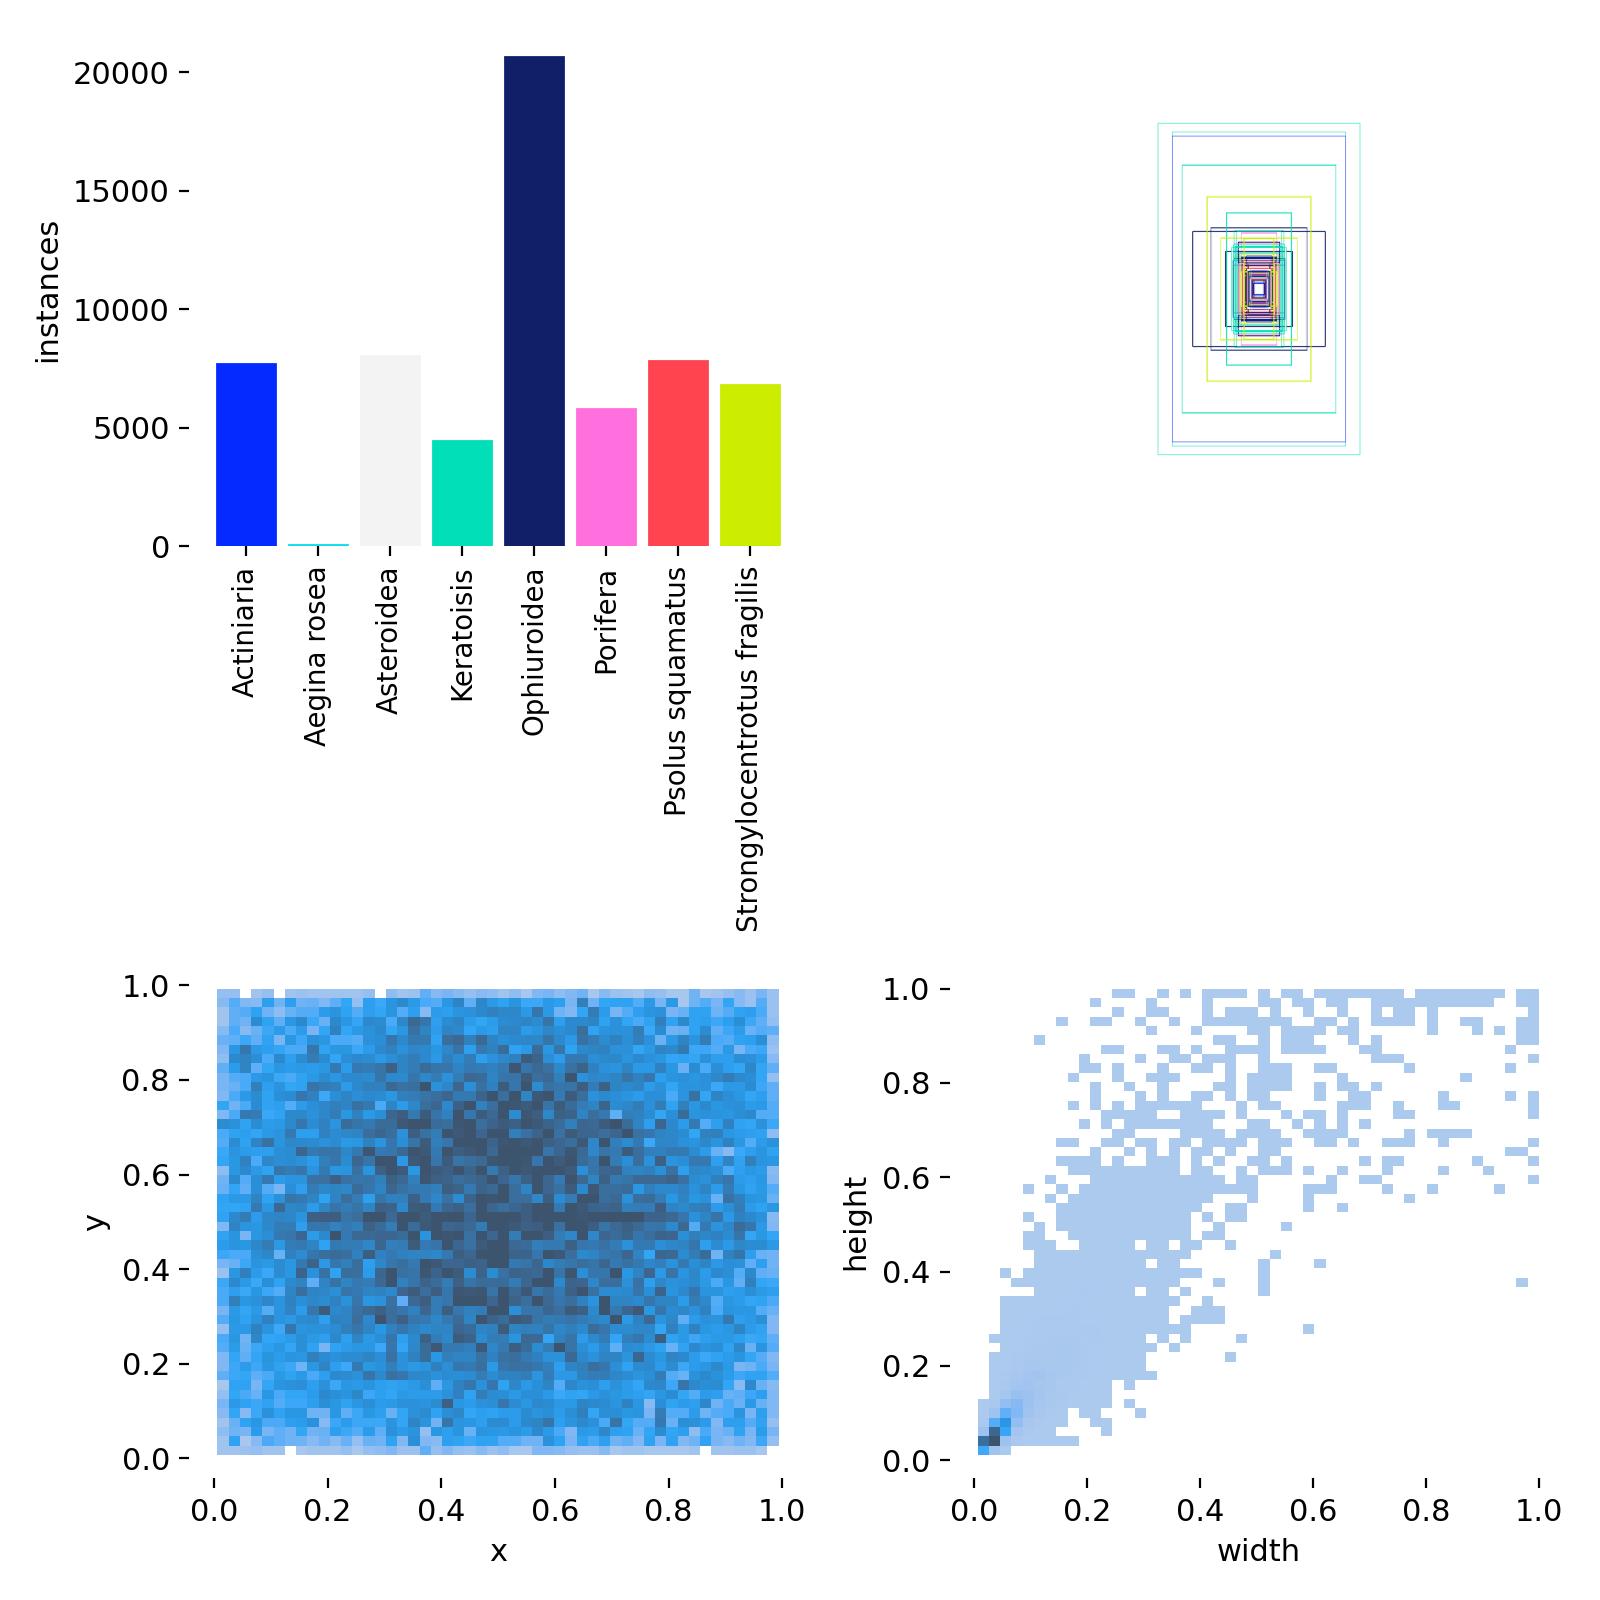 20000
15000
10000
5000
0
instances
Actiniaria
Aegina rosea
Asteroidea
Keratoisis
Ophiuroidea
Porifera
Psolus squamatus
Strongylocentrotus fragilis
1.0
0.8
0.6
0.4
0.2
0.0
y
0.0 0.2 0.4 0.6 0.8 1.0
x
1.0
0.8
0.6
0.4
0.2
0.0
height
0.0 0.2 0.4 0.6 0.8 1.0
width